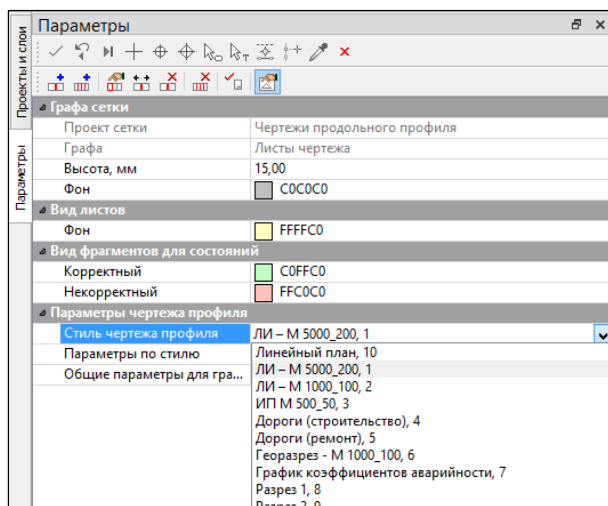 Параметры
Проекты и слои
Параметры
Графа сетки
Проект сетки Чертежи продольного профиля
Графа Листы чертежа
Высота, мм 15,00
Фон C0C0C0
Вид листов
Фон FFFFC0
Вид фрагментов для состояний
Корректный C0FFC0
Некорректный FFC0C0
Параметры чертежа профиля
Стиль чертежа профиля ЛИ – М 5000_200, 1
Параметры по стилю
Общие параметры для гра...
Линейный план, 10
ЛИ – М 5000_200, 1
ЛИ – М 1000_100, 2
ИП М 500_50, 3
Дороги (строительство), 4
Дороги (ремонт), 5
Георазрез - М 1000_100, 6
График коэффициентов аварийности, 7
Разрез 1, 8
Разрез 2, 9